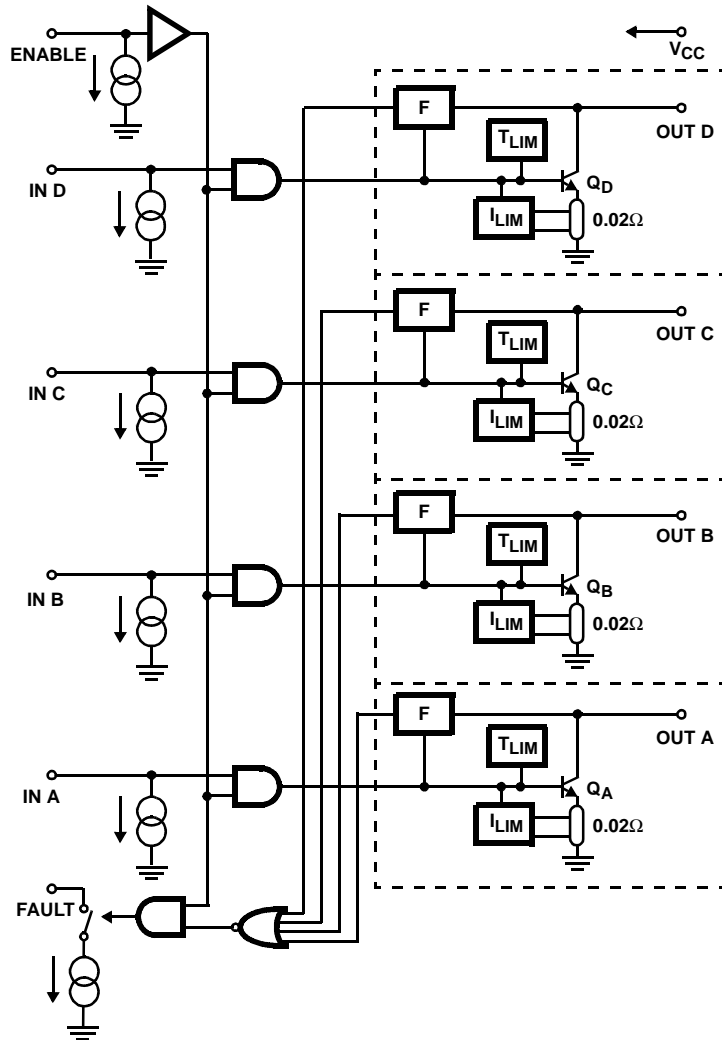 ENABLE
VCC
F
OUT D
TLIM
IN D
QD
ILIM
0.02Ω
F
OUT C
TLIM
IN C
QC
ILIM
0.02Ω
F
OUT B
TLIM
IN B
QB
ILIM
0.02Ω
F
OUT A
TLIM
IN A
QA
ILIM
0.02Ω
FAULT